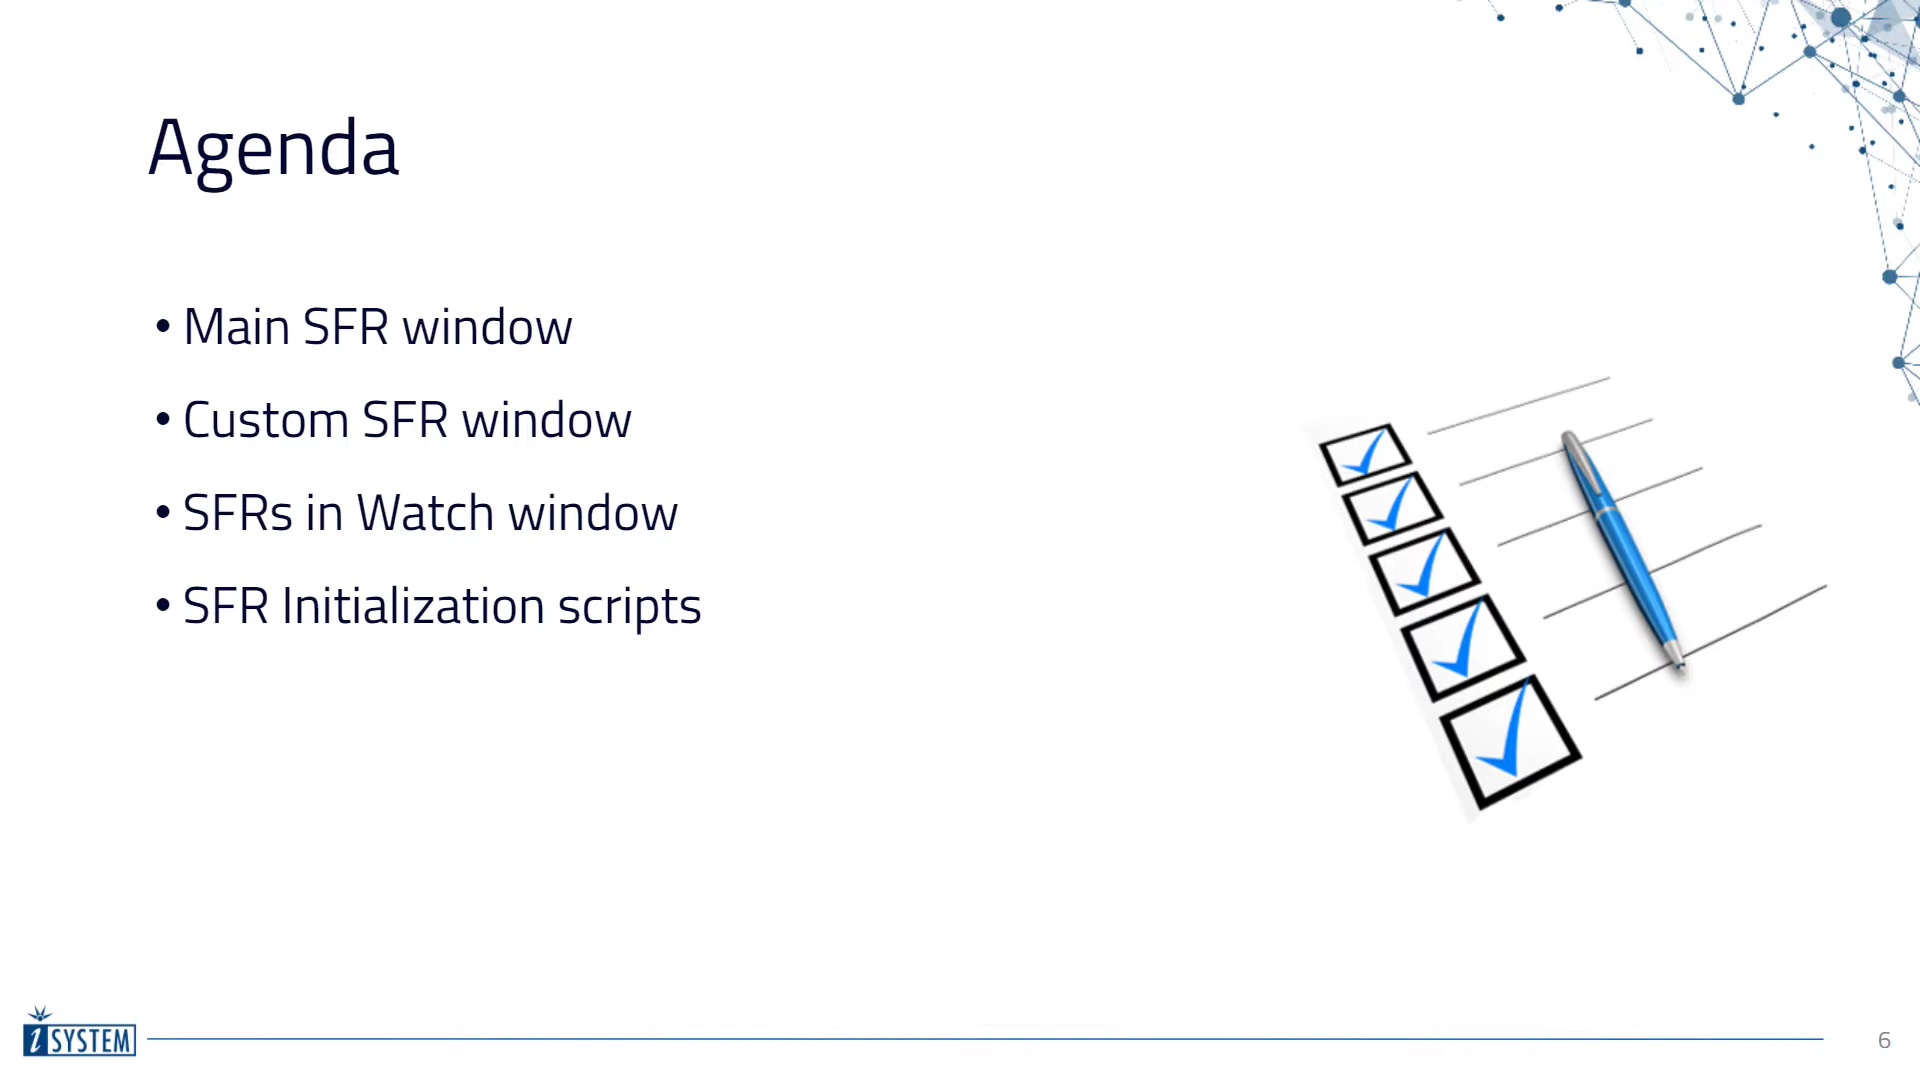 Agenda
• Main SFR window
• Custom SFR window
• SFRs in Watch window
• SFR Initialization scripts
iSYSTEM
6